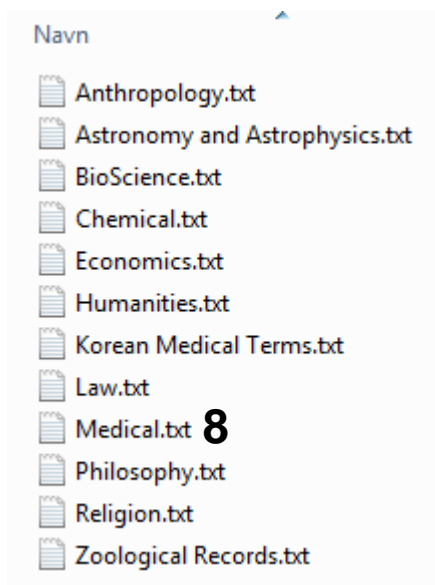 Navn
Anthropology.txt
Astronomy and Astrophysics.txt
BioScience.txt
Chemical.txt
Economics.txt
Humanities.txt
Korean Medical Terms.txt
Law.txt
Medical.txt 8
Philosophy.txt
Religion.txt
Zoological Records.txt